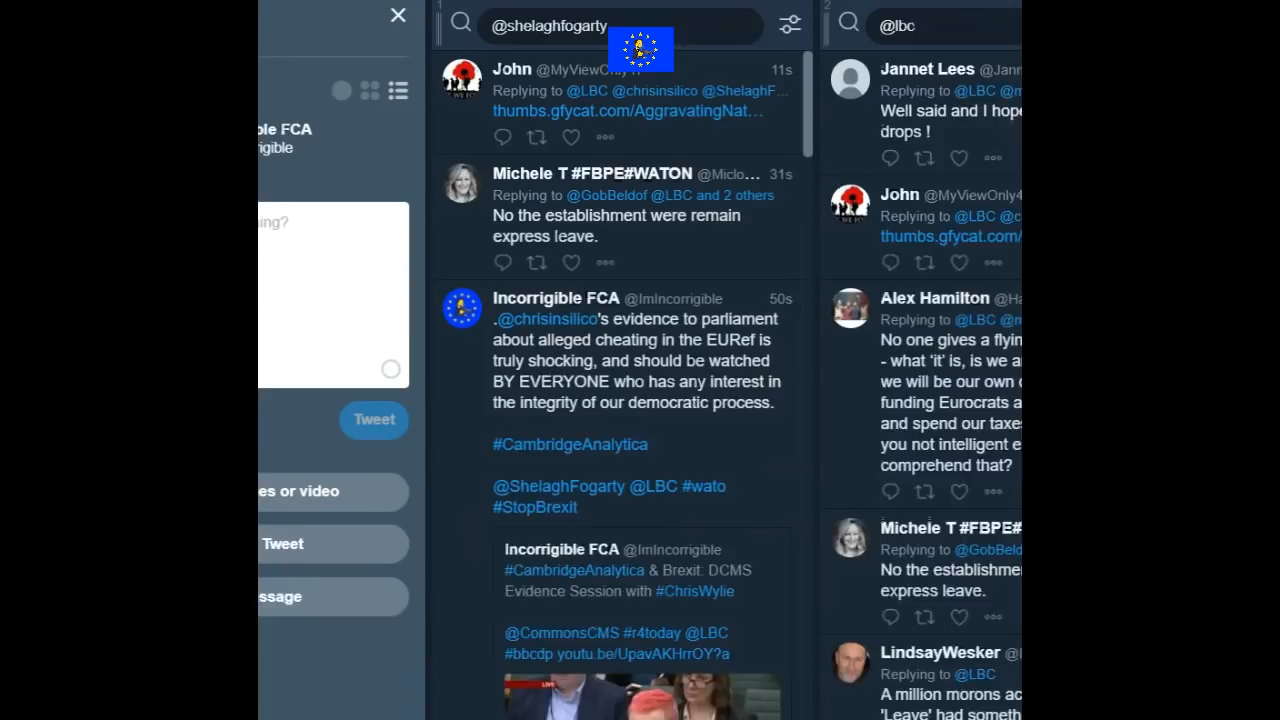 ole FCA
rigible
ing?
Tweet
es or video
Tweet
ssage
1
@shelaghfogarty
John @MyViewOnly 11s
Replying to @LBC @chrisinsilico @ShelaghF...
thumbs.gfycat.com/AggravatingNat...
Michele T #FBPE#WATON @Miclo... 31s
Replying to @GobBeldof @LBC and 2 others
No the establishment were remain
express leave.
Incorrigible FCA @ImIncorrigible 50s
.@chrisinsilico's evidence to parliament
about alleged cheating in the EURef is
truly shocking, and should be watched
BY EVERYONE who has any interest in
the integrity of our democratic process.
#CambridgeAnalytica
@ShelaghFogarty @LBC #wato
#StopBrexit
Incorrigible FCA @ImIncorrigible
#CambridgeAnalytica & Brexit: DCMS
Evidence Session with #ChrisWylie
@CommonsCMS #r4today @LBC
#bbcdp youtu.be/UpavAKHrrOY?a
LIVE
2
@lbc
Jannet Lees @Jann
Replying to @LBC @m
Well said and I hope
drops !
John @MyViewOnly4
Replying to @LBC @c
thumbs.gfycat.com/
Alex Hamilton @Ha
Replying to @LBC @m
No one gives a flyin
- what 'it' is, is we a
we will be our own
funding Eurocrats a
and spend our taxe
you not intelligent e
comprehend that?
Michele T #FBPE#
Replying to @GobBeld
No the establishme
express leave.
LindsayWesker @
Replying to @LBC
A million morons ac
'Leave' had someth